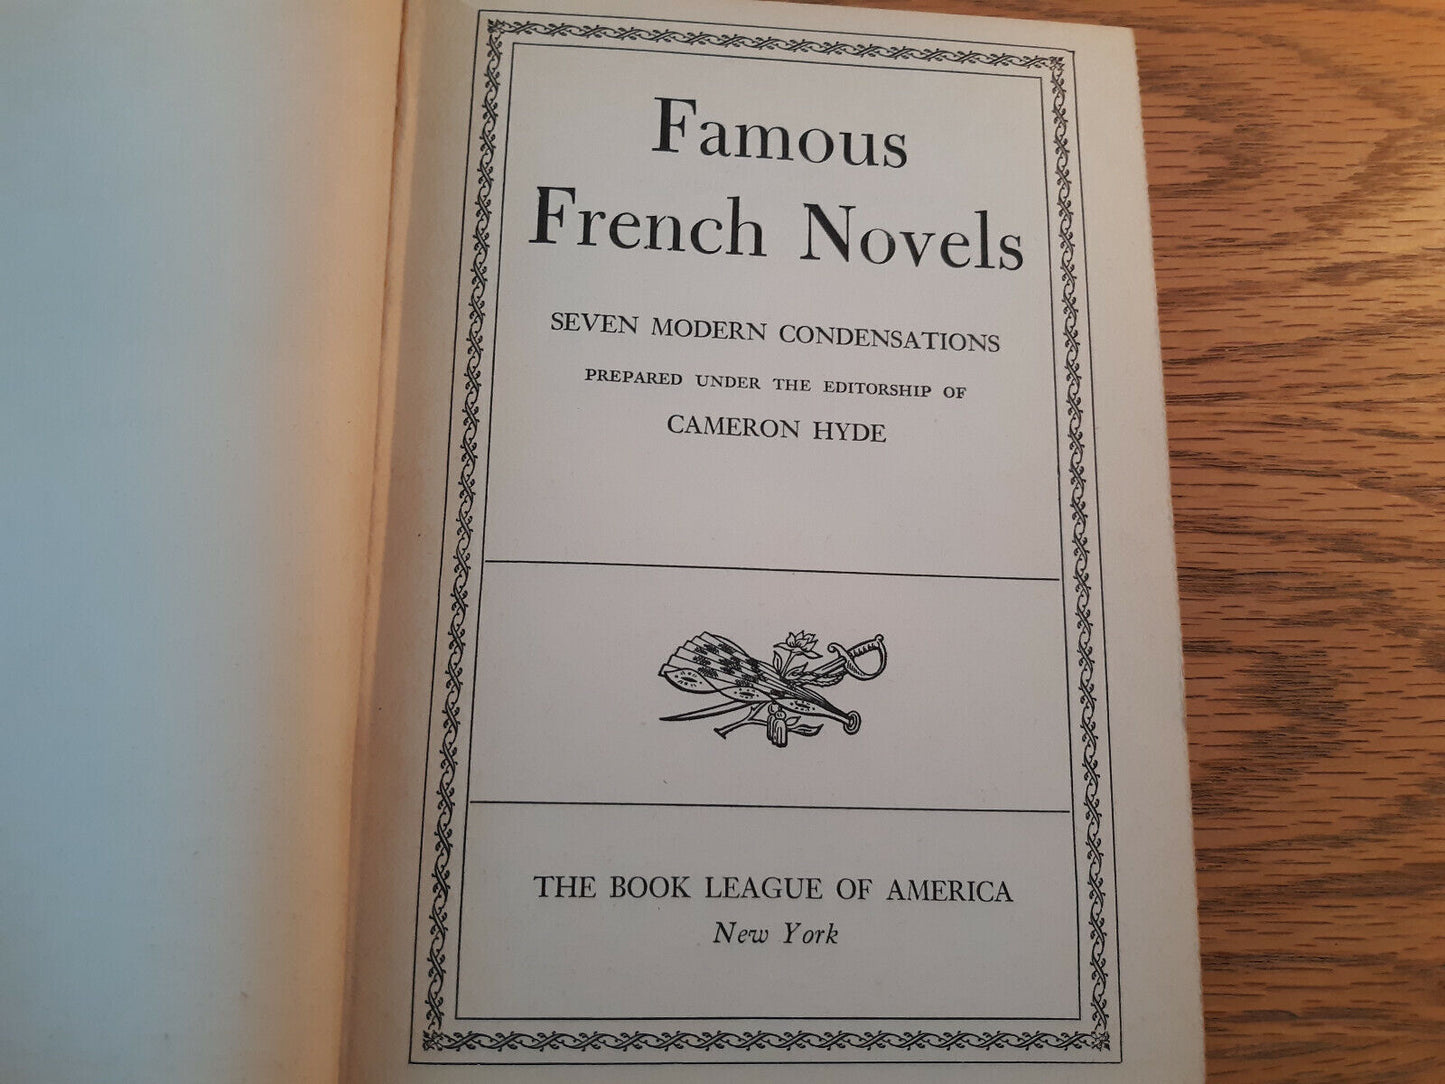 Famous
French Novels
SEVEN MODERN CONDENSATIONS
PREPARED UNDER THE EDITORSHIP OF
CAMERON HYDE
THE BOOK LEAGUE OF AMERICA
New York